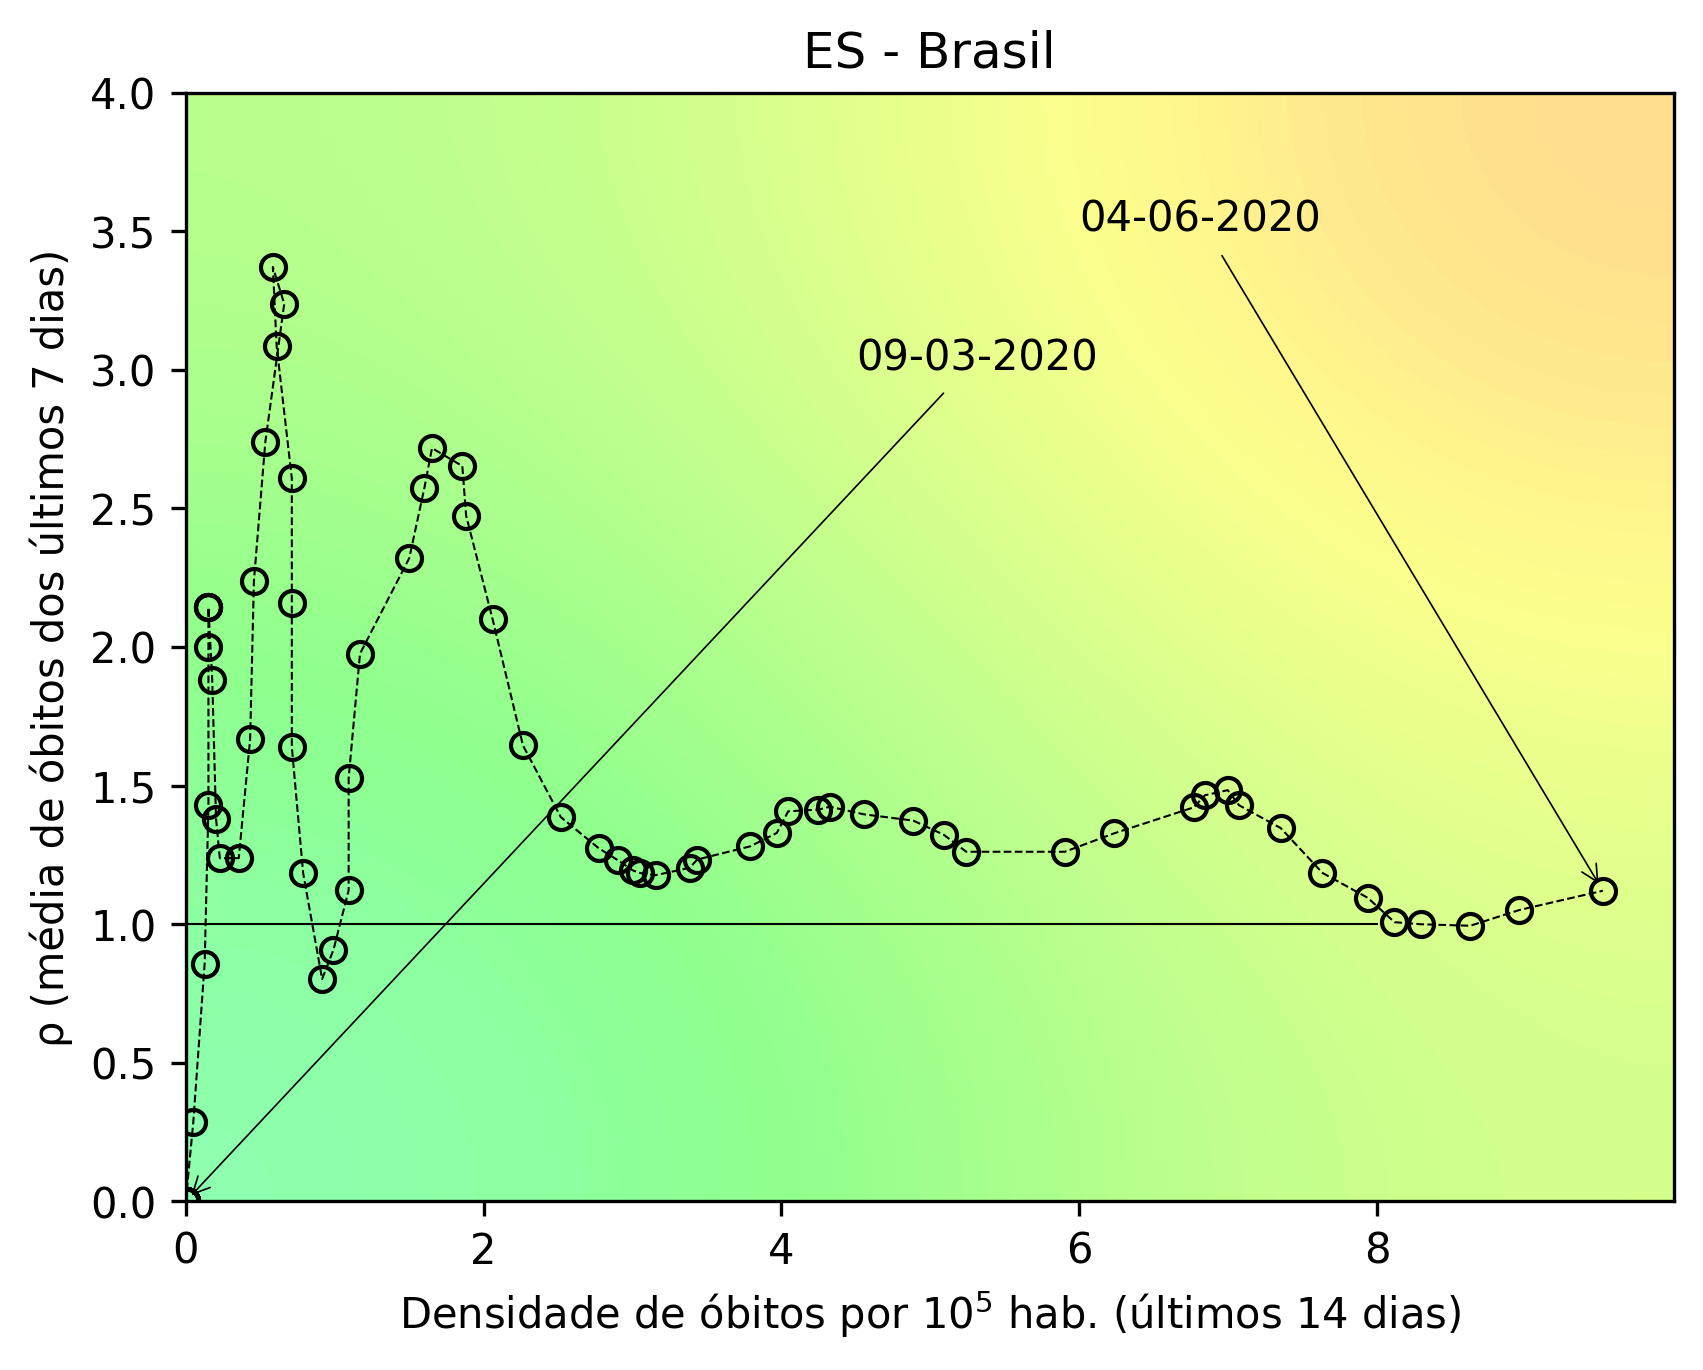 ES - Brasil
4.0
3.5
3.0
2.5
2.0
1.5
1.0
0.5
0.0
ρ (média de óbitos dos últimos 7 dias)
04-06-2020
09-03-2020
0 2 4 6 8
Densidade de óbitos por 10⁵ hab. (últimos 14 dias)